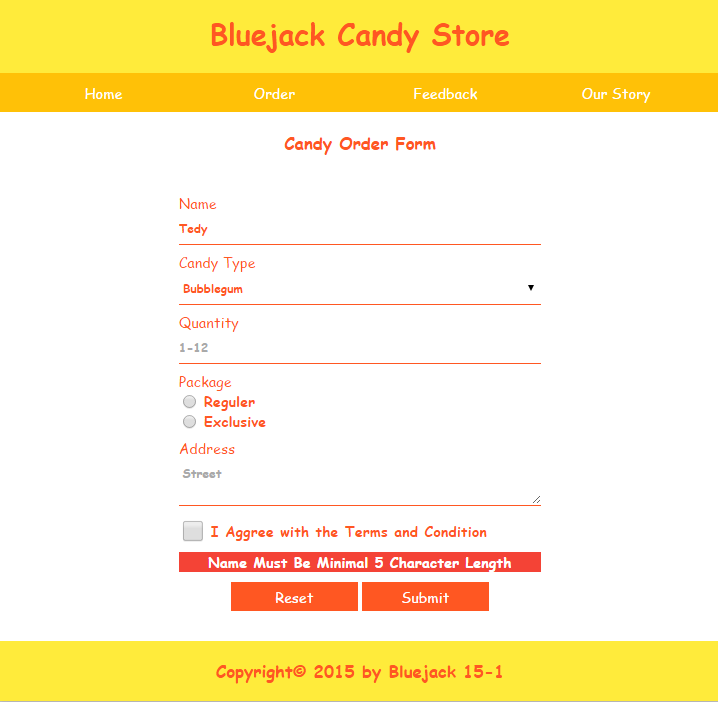 Bluejack Candy Store
Home Order Feedback Our Story
Candy Order Form
Name
Tedy
Candy Type
Bubblegum
Quantity
1-12
Package
Reguler
Exclusive
Address
Street
I Aggree with the Terms and Condition
Name Must Be Minimal 5 Character Length
Reset Submit
Copyright© 2015 by Bluejack 15-1